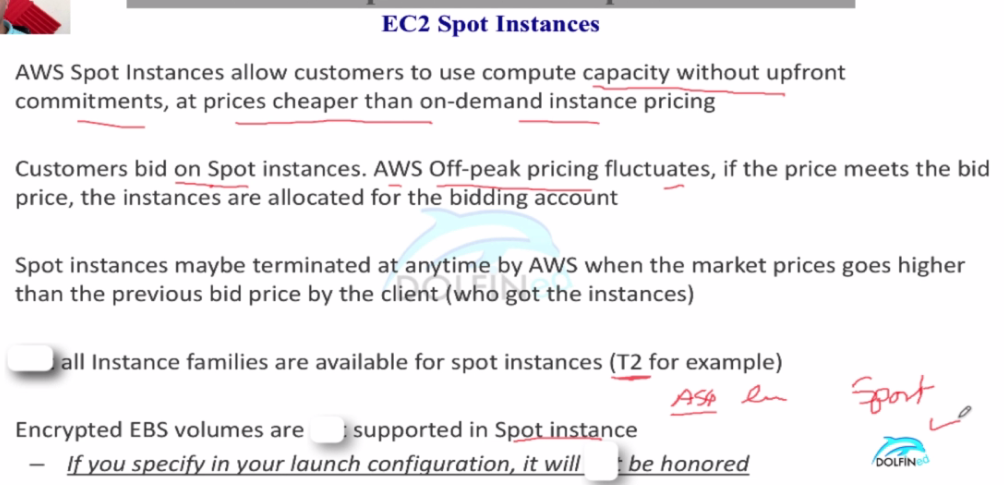 EC2 Spot Instances
AWS Spot Instances allow customers to use compute capacity without upfront
commitments, at prices cheaper than on-demand instance pricing
Customers bid on Spot instances. AWS Off-peak pricing fluctuates, if the price meets the bid
price, the instances are allocated for the bidding account
Spot instances maybe terminated at anytime by AWS when the market prices goes higher
than the previous bid price by the client (who got the instances)
DOLFINed
all Instance families are available for spot instances (T2 for example)
Encrypted EBS volumes are supported in Spot instance
– If you specify in your launch configuration, it will be honored
DOLFINed